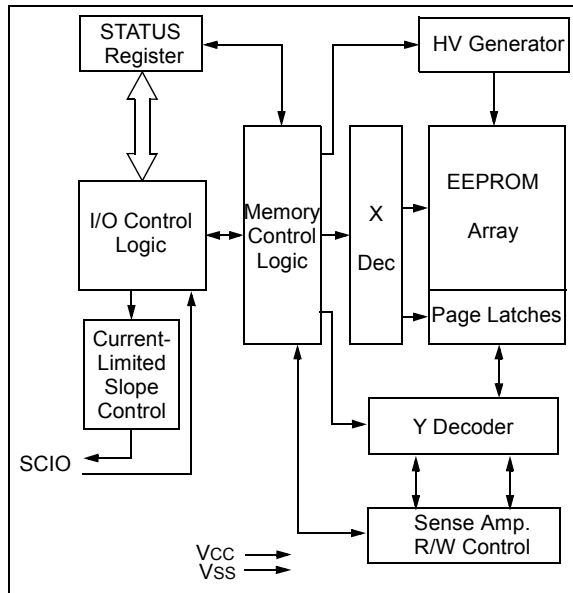 STATUS
Register
HV Generator
I/O Control
Logic
Memory
Control
Logic
X
Dec
EEPROM
Array
Page Latches
Current-
Limited
Slope
Control
Y Decoder
SCIO
Sense Amp.
R/W Control
VCC
VSS